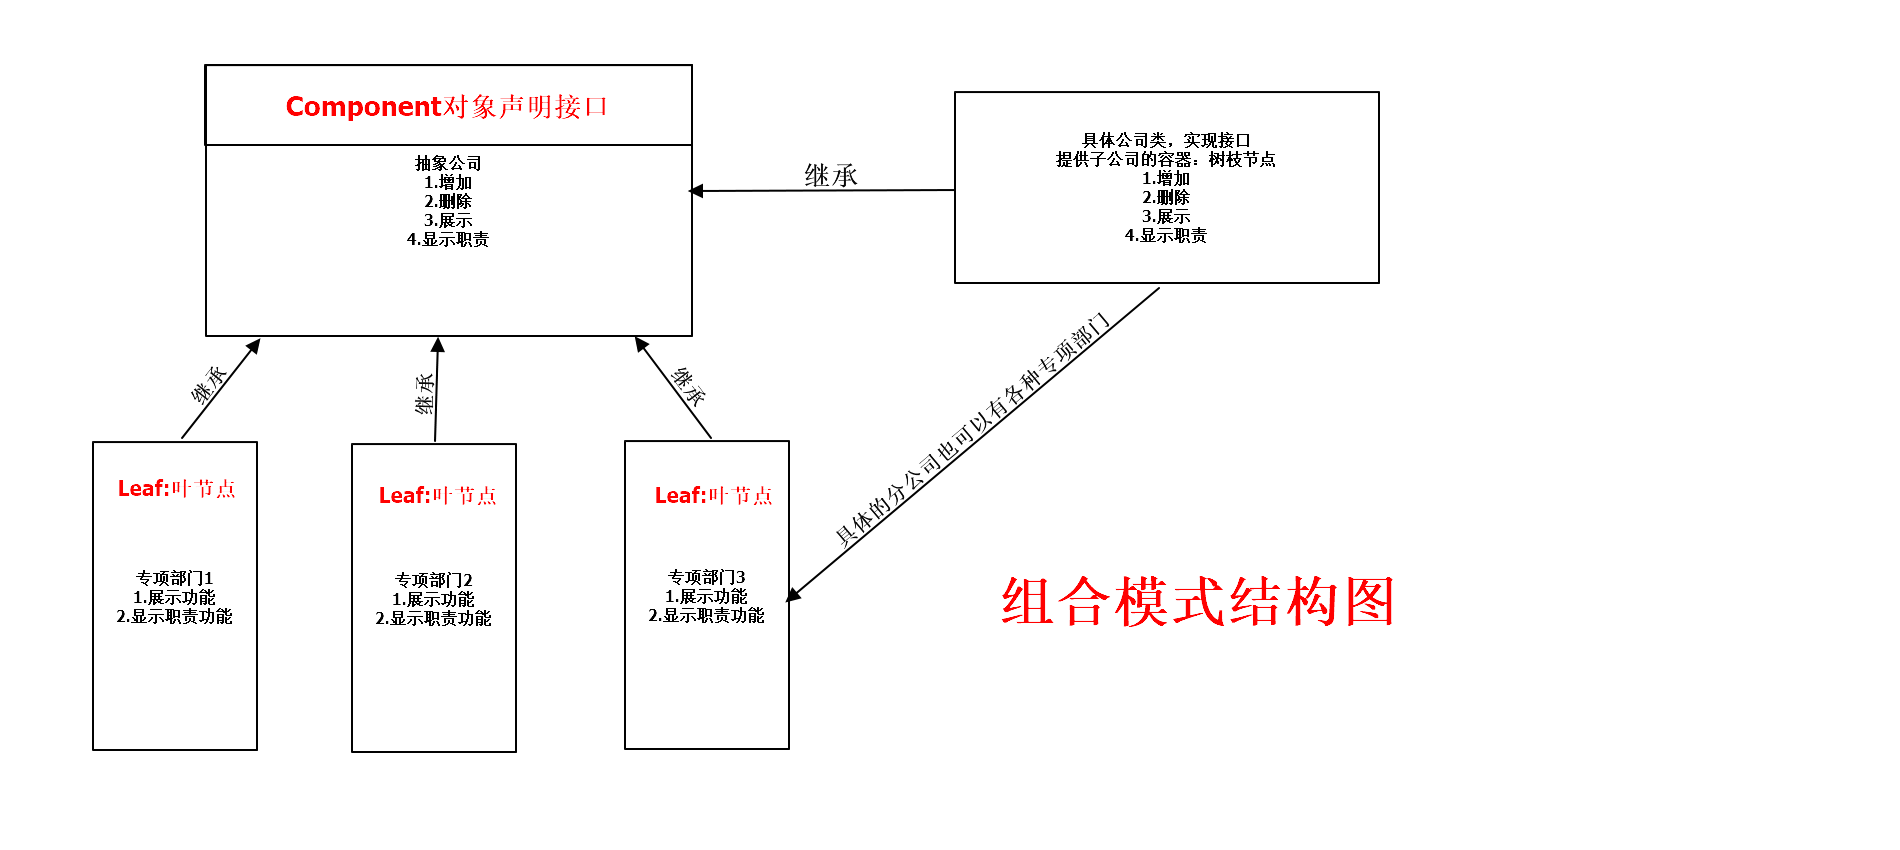 Component对象声明接口
抽象公司
1.增加
2.删除
3.展示
4.显示职责
继承
具体公司类，实现接口
提供子公司的容器：树枝节点
1.增加
2.删除
3.展示
4.显示职责
继承
继承
继承
具体的分公司也可以有各种专项部门
Leaf:叶节点
专项部门1
1.展示功能
2.显示职责功能
Leaf:叶节点
专项部门2
1.展示功能
2.显示职责功能
Leaf:叶节点
专项部门3
1.展示功能
2.显示职责功能
组合模式结构图